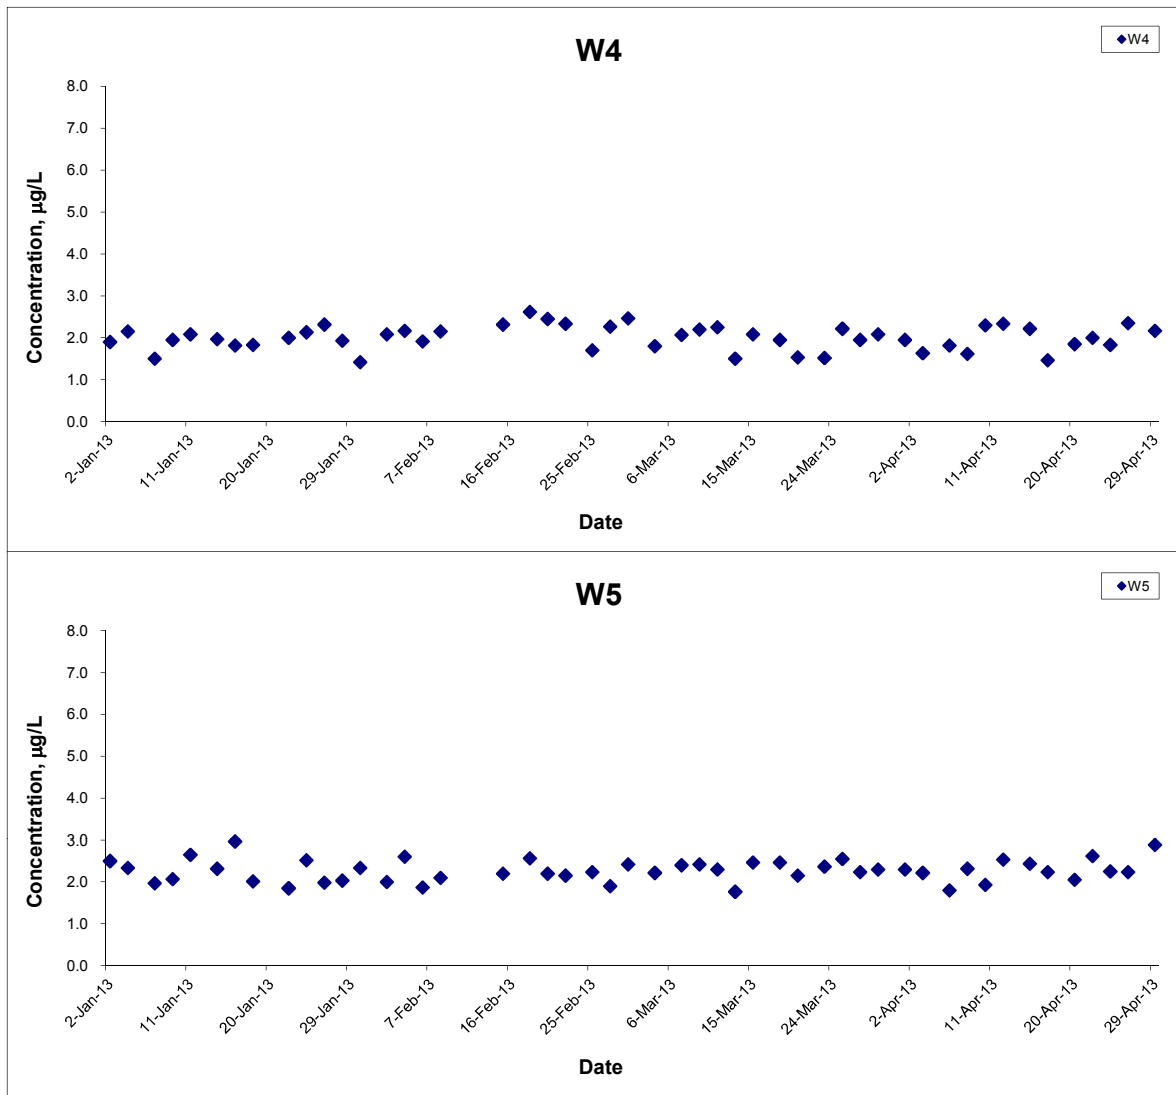 W4
W4
8.0
7.0
6.0
5.0
4.0
3.0
2.0
1.0
0.0
Concentration, µg/L
2-Jan-13
11-Jan-13
20-Jan-13
29-Jan-13
7-Feb-13
16-Feb-13
25-Feb-13
6-Mar-13
15-Mar-13
24-Mar-13
2-Apr-13
11-Apr-13
20-Apr-13
29-Apr-13
Date
W5
W5
8.0
7.0
6.0
5.0
4.0
3.0
2.0
1.0
0.0
Concentration, µg/L
2-Jan-13
11-Jan-13
20-Jan-13
29-Jan-13
7-Feb-13
16-Feb-13
25-Feb-13
6-Mar-13
15-Mar-13
24-Mar-13
2-Apr-13
11-Apr-13
20-Apr-13
29-Apr-13
Date